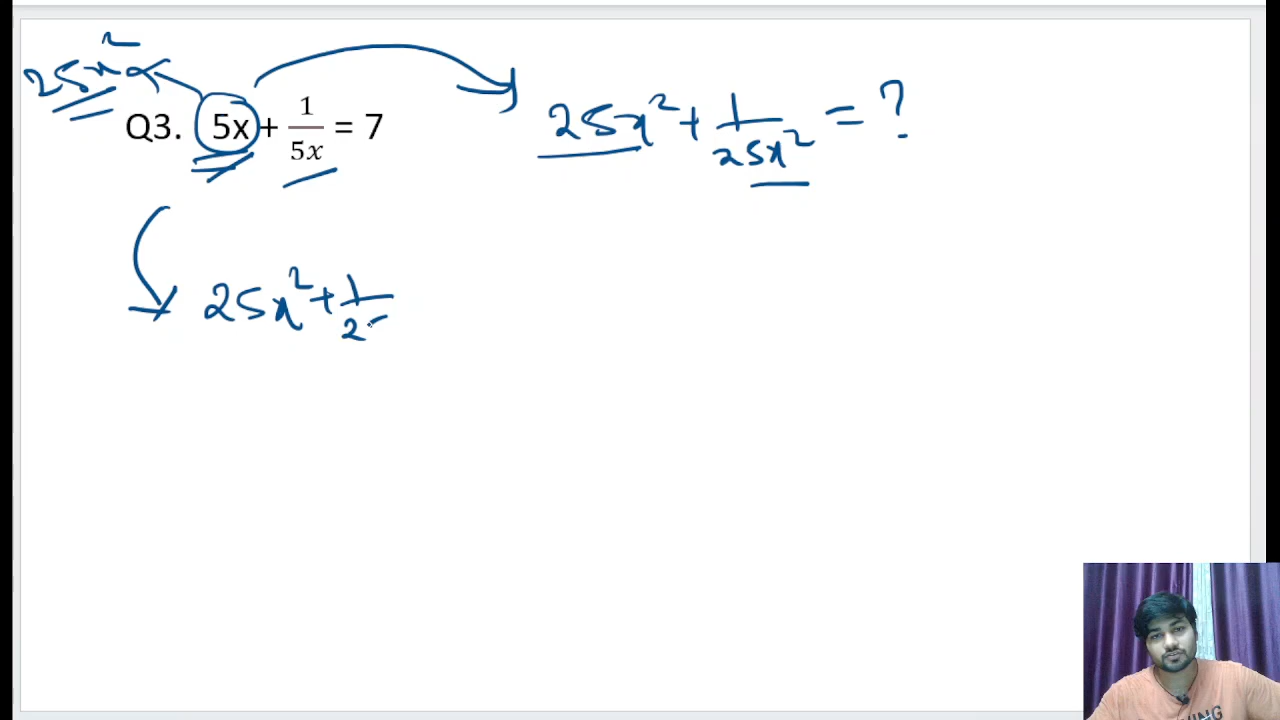 25x²
Q3. 5x + 1/5x = 7
25x² + 1/25x² = ?
25x² + 1/2